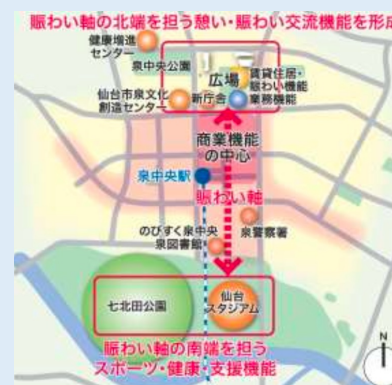 賑わい軸の北端を担う憩い・賑わい交流機能を形成
健康増進
センター
泉中央公園
広場
賃貸住居・
賑わい機能
業務機能
仙台市泉文化
創造センター
新庁舎
商業機能
の中心
泉中央駅
賑わい軸
のびすく泉中央
泉図書館
泉警察署
七北田公園
仙台
スタジアム
賑わい軸の南端を担う
スポーツ・健康・支援機能
N